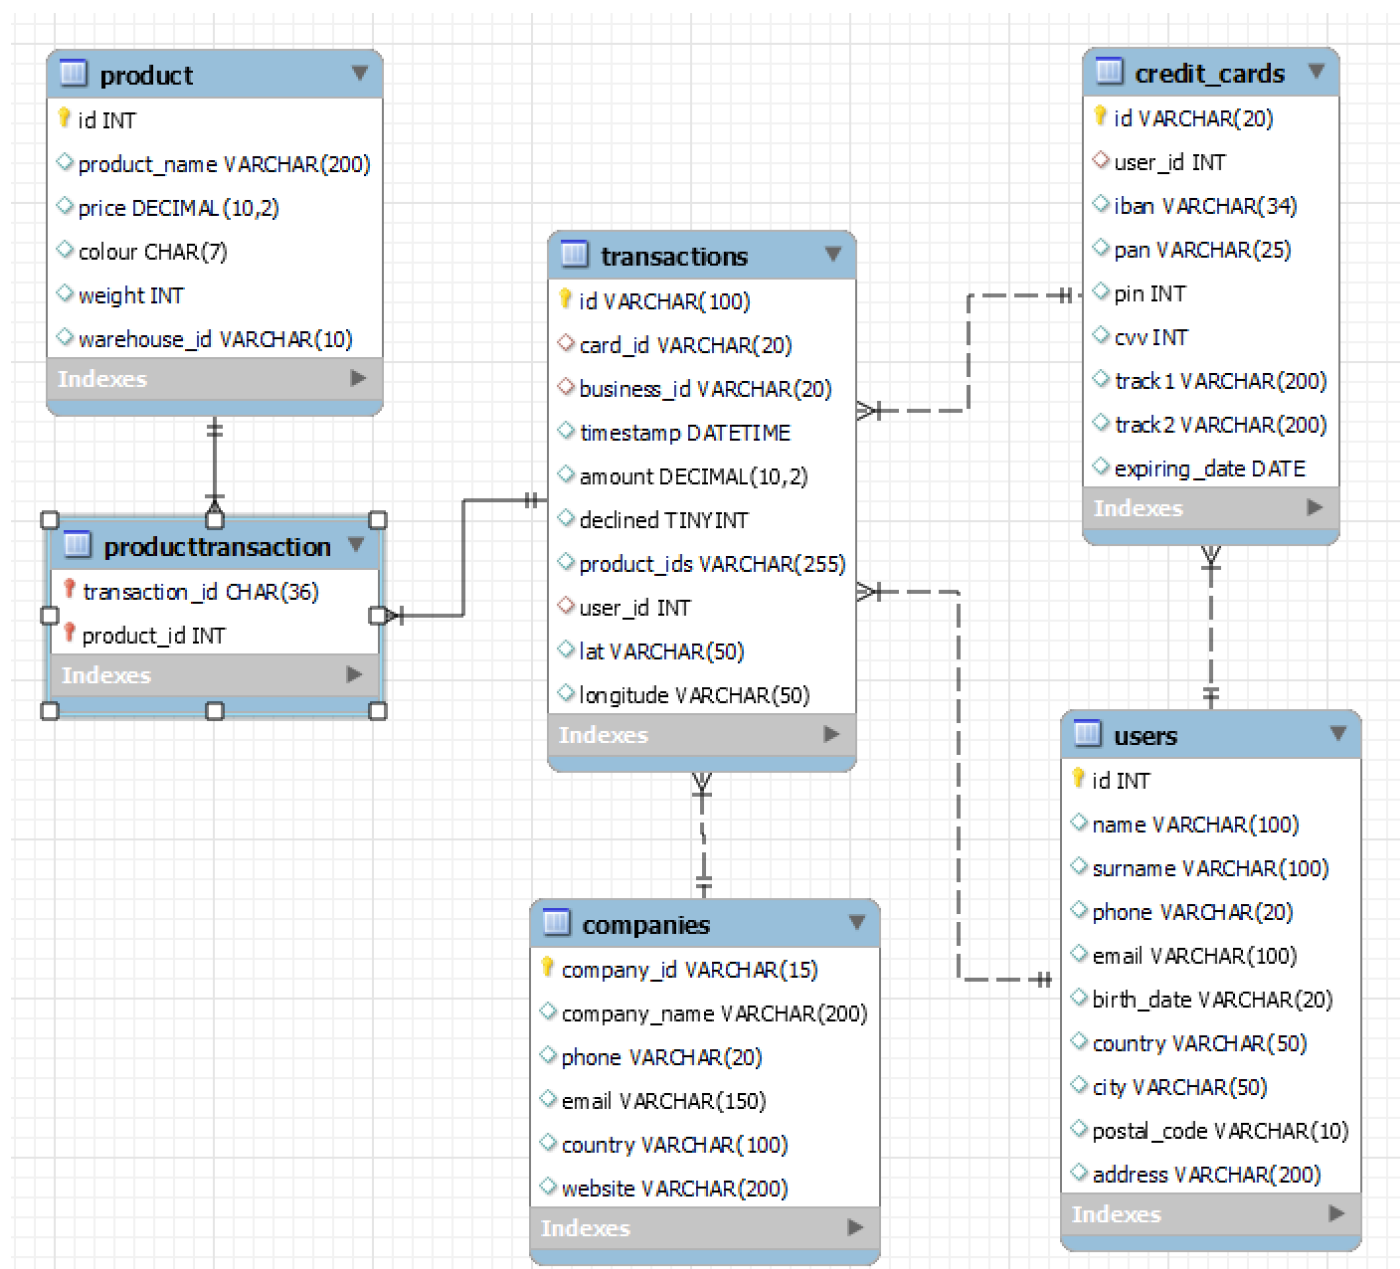 product
id INT
product_name VARCHAR(200)
price DECIMAL(10,2)
colour CHAR(7)
weight INT
warehouse_id VARCHAR(10)
Indexes
producttransaction
transaction_id CHAR(36)
product_id INT
Indexes
transactions
id VARCHAR(100)
card_id VARCHAR(20)
business_id VARCHAR(20)
timestamp DATETIME
amount DECIMAL(10,2)
declined TINYINT
product_ids VARCHAR(255)
user_id INT
lat VARCHAR(50)
longitude VARCHAR(50)
Indexes
companies
company_id VARCHAR(15)
company_name VARCHAR(200)
phone VARCHAR(20)
email VARCHAR(150)
country VARCHAR(100)
website VARCHAR(200)
Indexes
credit_cards
id VARCHAR(20)
user_id INT
iban VARCHAR(34)
pan VARCHAR(25)
pin INT
cvv INT
track1 VARCHAR(200)
track2 VARCHAR(200)
expiring_date DATE
Indexes
users
id INT
name VARCHAR(100)
surname VARCHAR(100)
phone VARCHAR(20)
email VARCHAR(100)
birth_date VARCHAR(20)
country VARCHAR(50)
city VARCHAR(50)
postal_code VARCHAR(10)
address VARCHAR(200)
Indexes